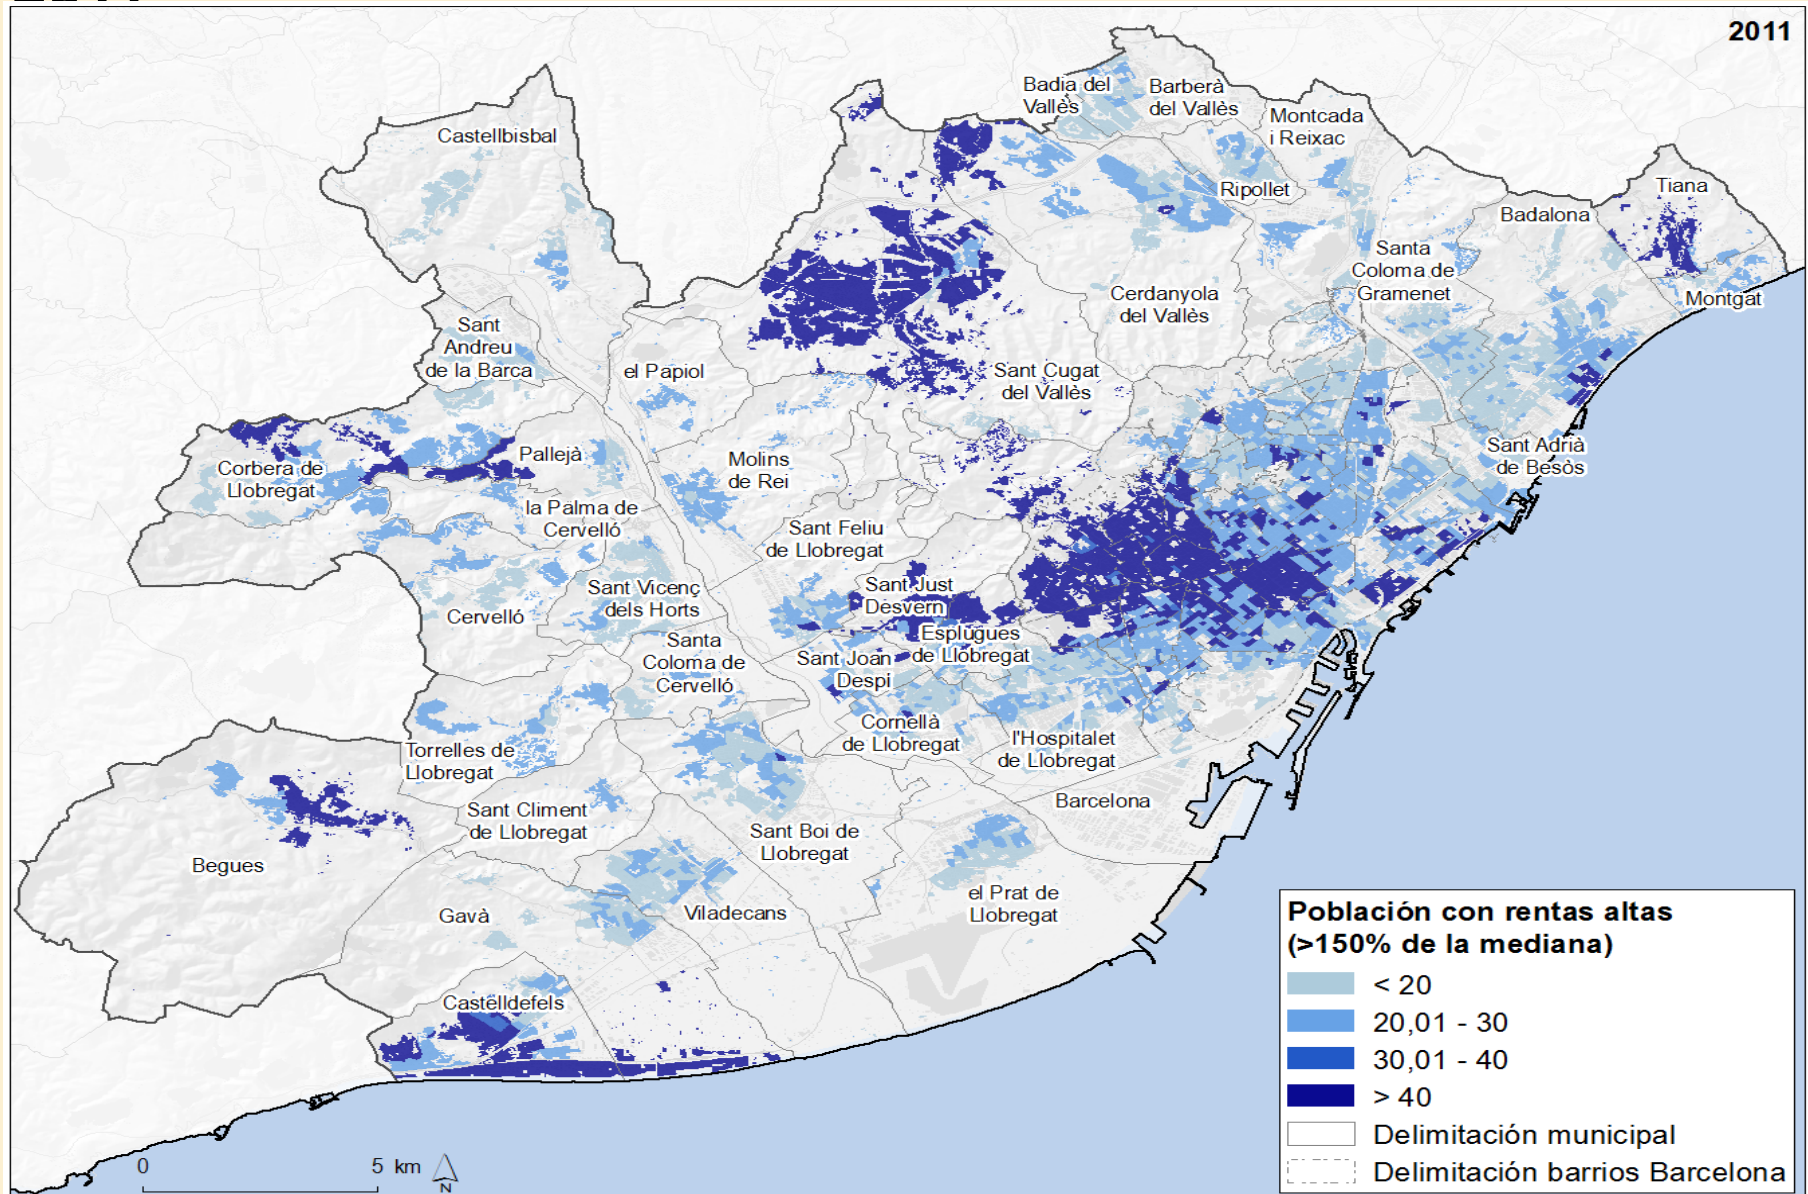 2011
Badia del
Vallès
Barberà
del Vallès
Montcada
i Reixac
Castellbisbal
Ripollet
Tiana
Badalona
Santa
Coloma de
Gramenet
Cerdanyola
del Vallès
Montgat
Sant
Andreu
de la Barca
el Papiol
Sant Cugat
del Vallès
Pallejà
Corbera de
Llobregat
Molins
de Rei
Sant Adrià
de Besòs
la Palma de
Cervelló
Sant Feliu
de Llobregat
Sant Vicenç
dels Horts
Sant Just
Desvern
Cervelló
Esplugues
de Llobregat
Santa
Coloma de
Cervelló
Sant Joan
Despí
Cornellà
de Llobregat
l'Hospitalet
de Llobregat
Torrelles de
Llobregat
Barcelona
Sant Climent
de Llobregat
Sant Boi de
Llobregat
Begues
el Prat de
Llobregat
Gavà
Viladecans
Castelldefels
Población con rentas altas
(>150% de la mediana)
< 20
20,01 - 30
30,01 - 40
> 40
Delimitación municipal
Delimitación barrios Barcelona
0 5 km
N